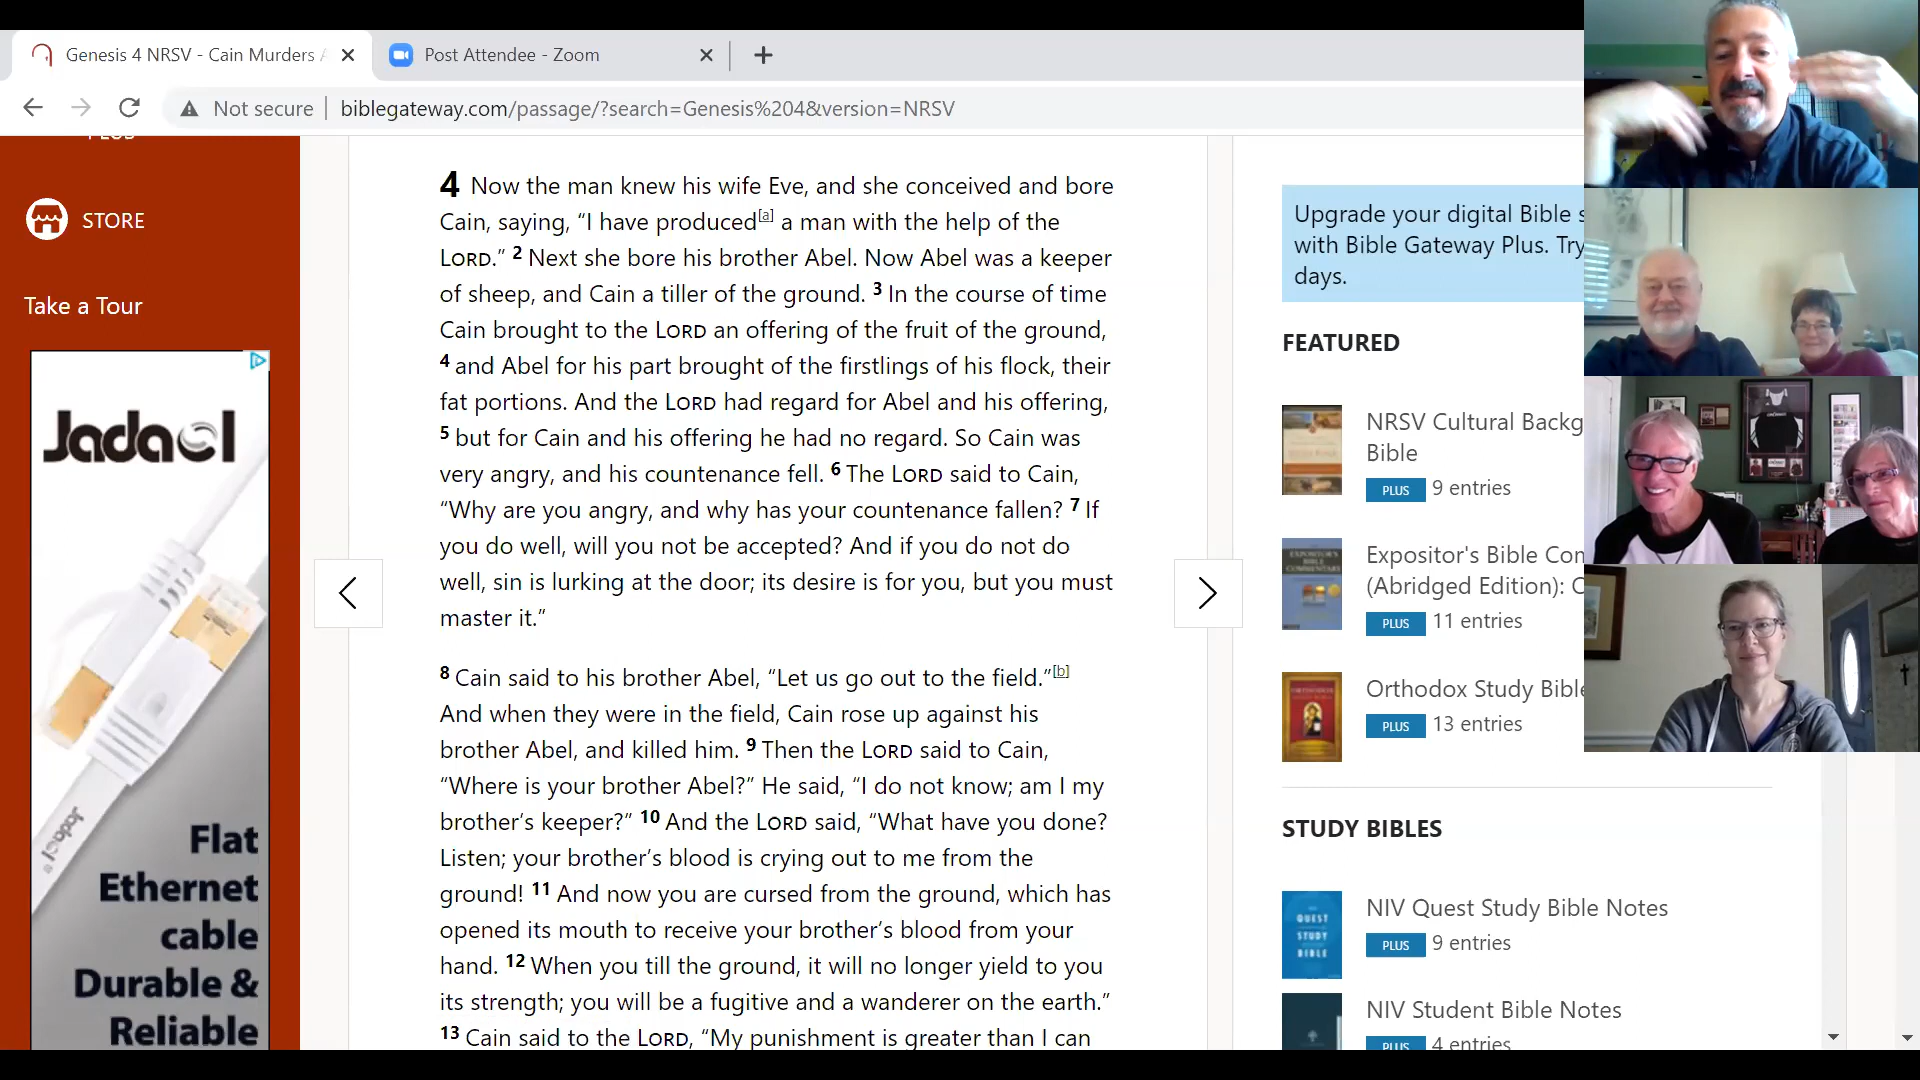 Genesis 4 NRSV - Cain Murders
Post Attendee - Zoom
Not secure | biblegateway.com/passage/?search=Genesis%204&version=NRSV
PLUS
STORE
Take a Tour
Jadaol
Jadaol
Flat
Ethernet
cable
Durable &
Reliable
4 Now the man knew his wife Eve, and she conceived and bore
Cain, saying, “I have produced[a] a man with the help of the
LORD.” 2 Next she bore his brother Abel. Now Abel was a keeper
of sheep, and Cain a tiller of the ground. 3 In the course of time
Cain brought to the LORD an offering of the fruit of the ground,
4 and Abel for his part brought of the firstlings of his flock, their
fat portions. And the LORD had regard for Abel and his offering,
5 but for Cain and his offering he had no regard. So Cain was
very angry, and his countenance fell. 6 The LORD said to Cain,
“Why are you angry, and why has your countenance fallen? 7 If
you do well, will you not be accepted? And if you do not do
well, sin is lurking at the door; its desire is for you, but you must
master it.”
8 Cain said to his brother Abel, “Let us go out to the field.”[b]
And when they were in the field, Cain rose up against his
brother Abel, and killed him. 9 Then the LORD said to Cain,
“Where is your brother Abel?” He said, “I do not know; am I my
brother’s keeper?” 10 And the LORD said, “What have you done?
Listen; your brother’s blood is crying out to me from the
ground! 11 And now you are cursed from the ground, which has
opened its mouth to receive your brother’s blood from your
hand. 12 When you till the ground, it will no longer yield to you
its strength; you will be a fugitive and a wanderer on the earth.”
13 Cain said to the LORD, “My punishment is greater than I can
Upgrade your digital Bible s
with Bible Gateway Plus. Try
days.
FEATURED
NRSV Cultural Backg
Bible
PLUS 9 entries
EXPOSITOR'S
BIBLE
COMMENTARY
Expositor's Bible Com
(Abridged Edition): O
PLUS 11 entries
Orthodox Study Bible
PLUS 13 entries
STUDY BIBLES
QUEST
STUDY
BIBLE
NIV Quest Study Bible Notes
PLUS 9 entries
NIV Student Bible Notes
PLUS 4 entries